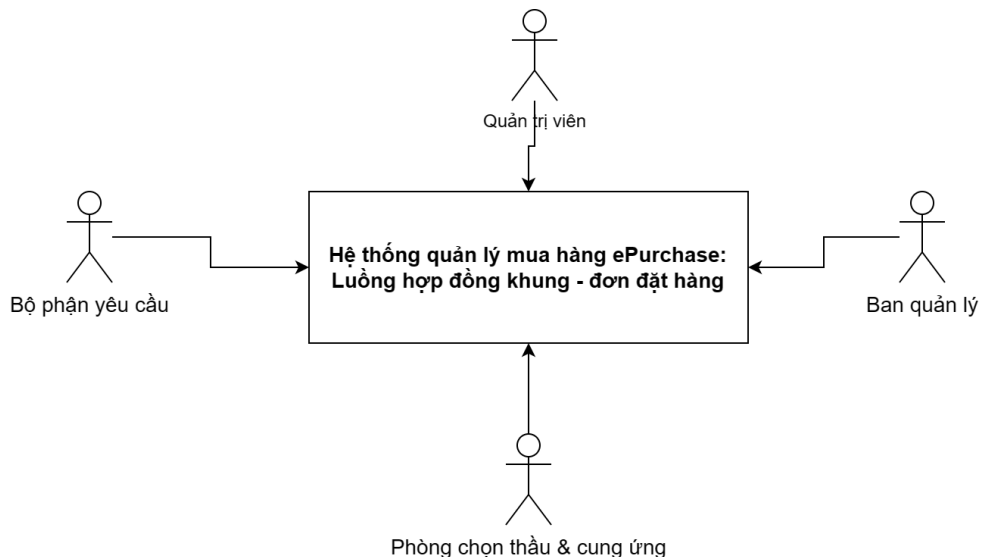 Quản trị viên
Hệ thống quản lý mua hàng ePurchase:
Luồng hợp đồng khung - đơn đặt hàng
Bộ phận yêu cầu
Ban quản lý
Phòng chọn thầu & cung ứng